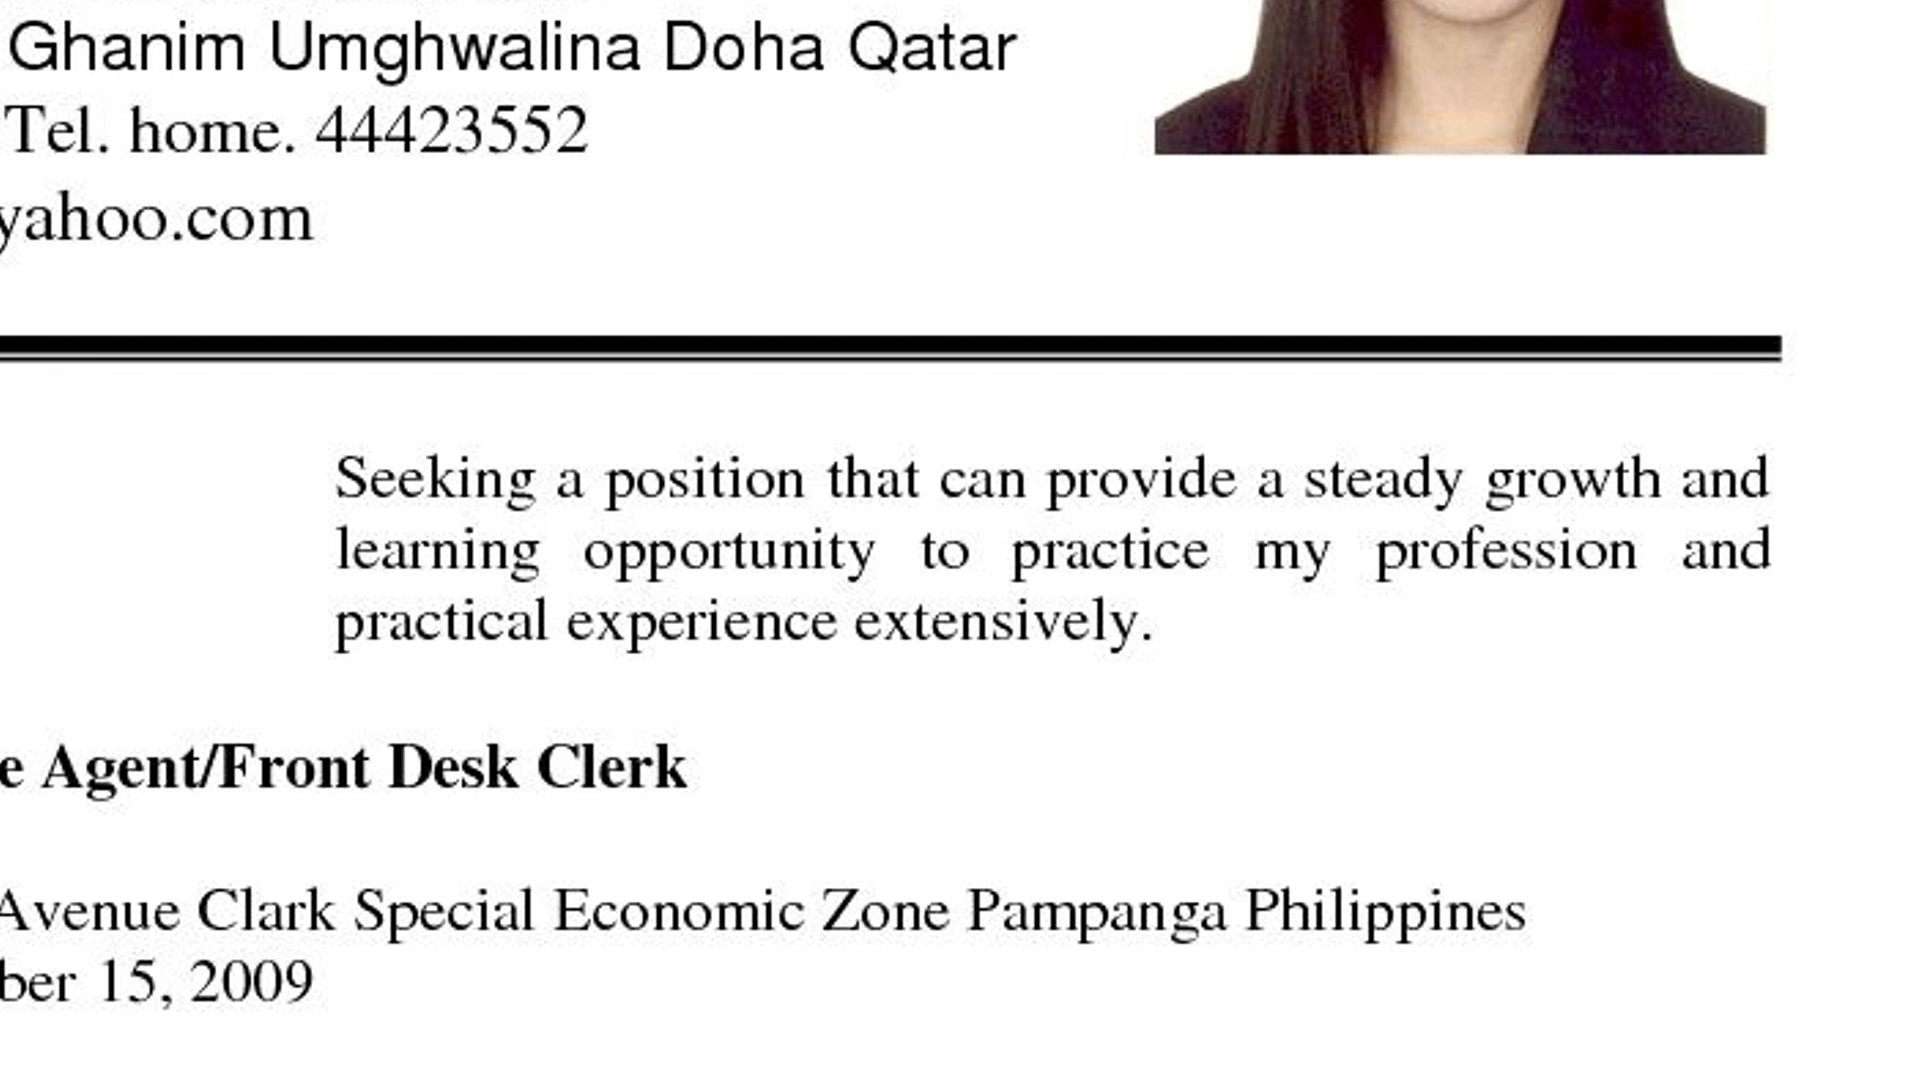 Ghanim Umghwalina Doha Qatar
Tel. home. 44423552
yahoo.com
Seeking a position that can provide a steady growth and
learning opportunity to practice my profession and
practical experience extensively.
e Agent/Front Desk Clerk
Avenue Clark Special Economic Zone Pampanga Philippines
ber 15, 2009